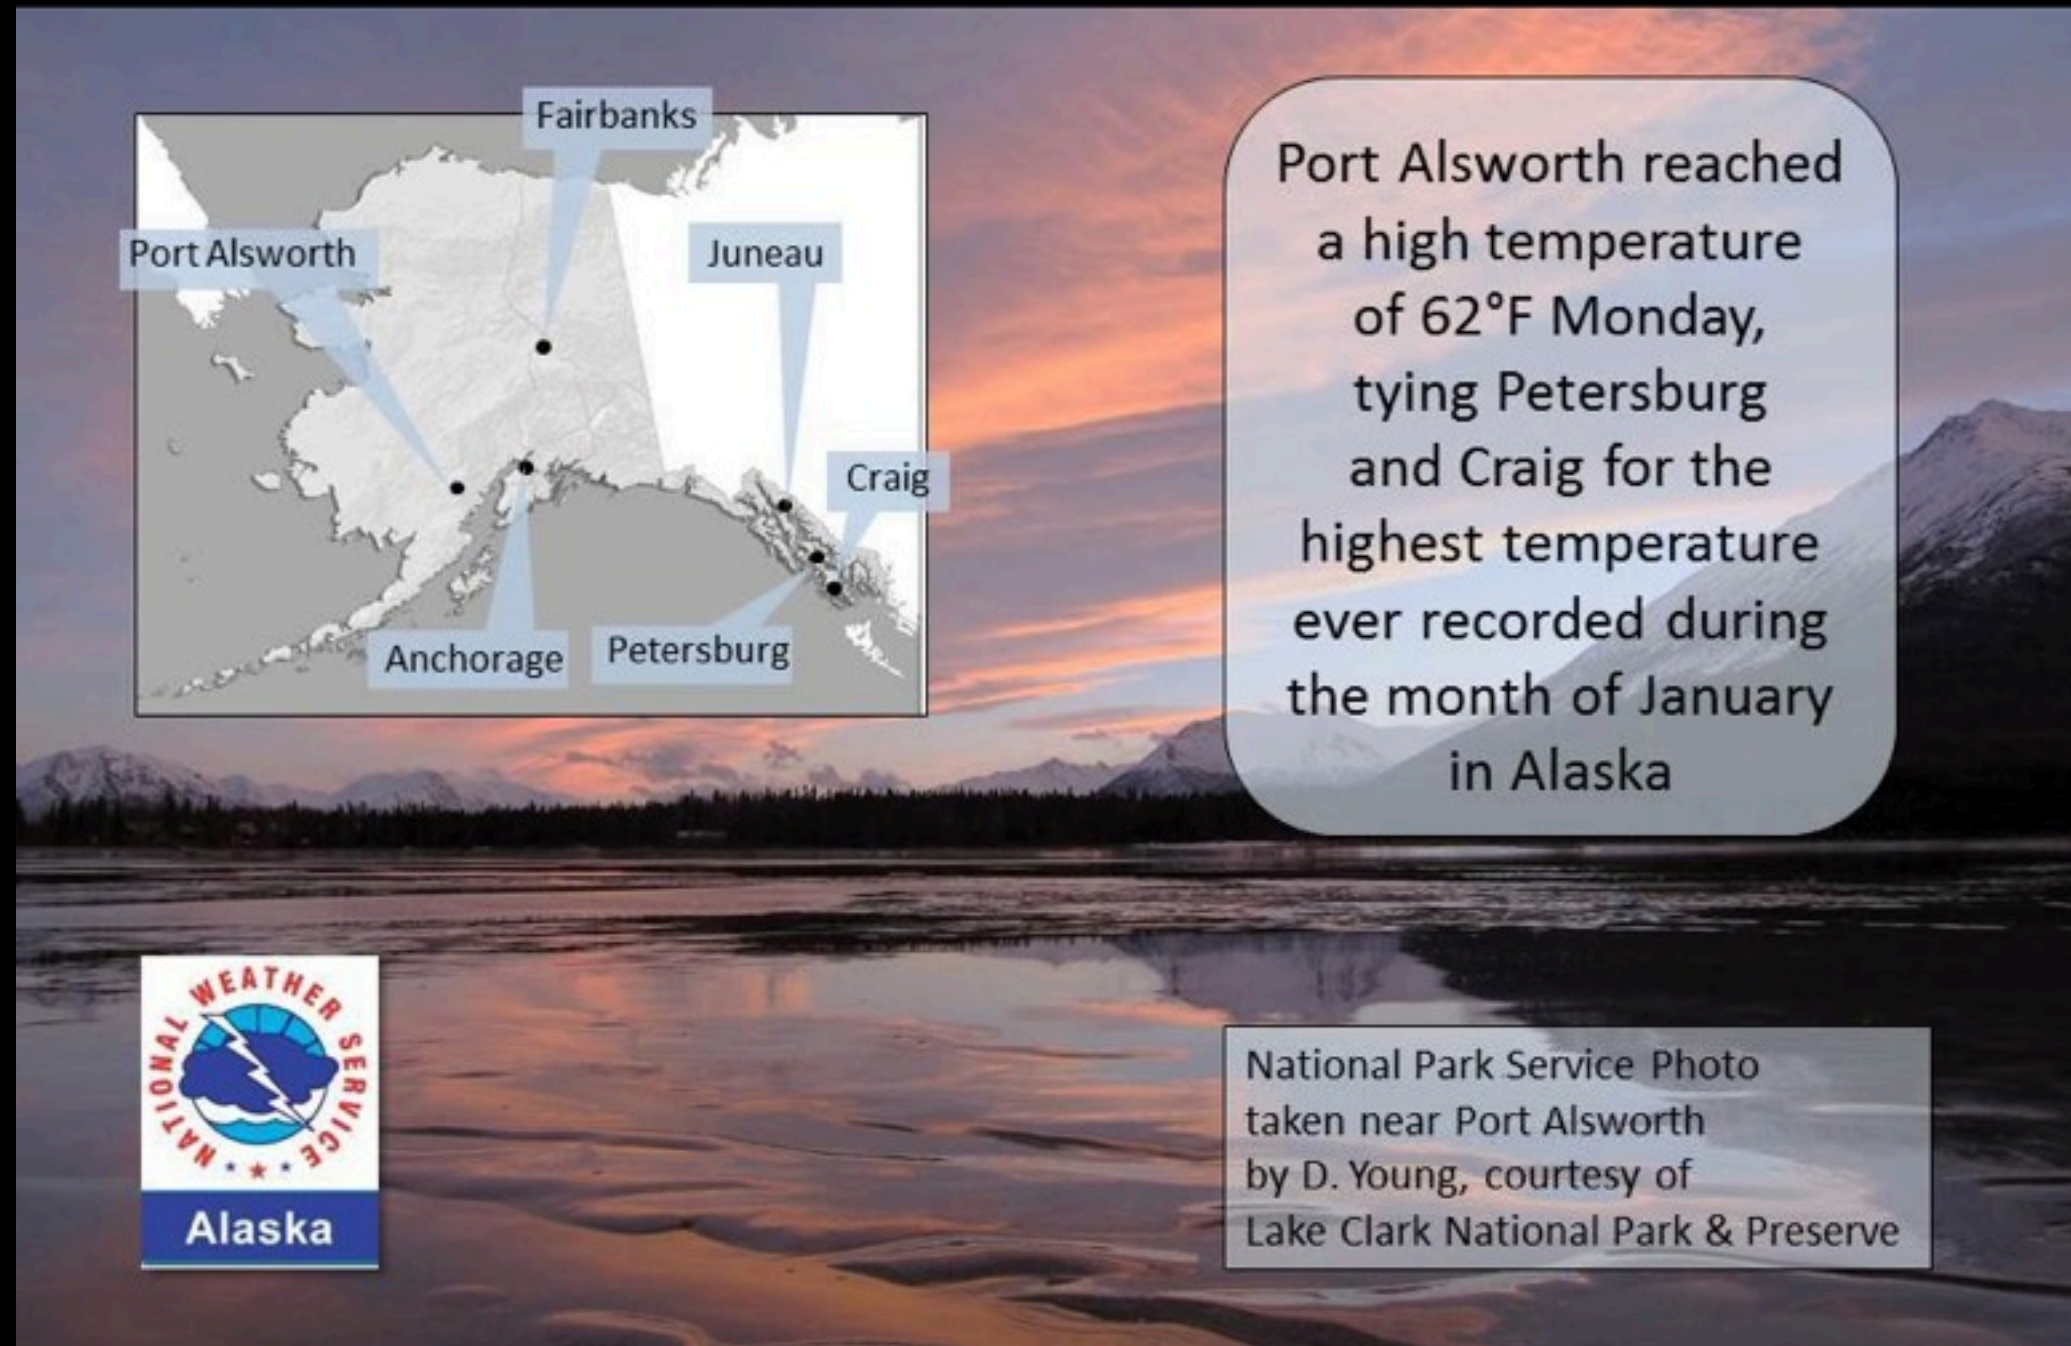 Fairbanks
Port Alsworth
Juneau
Craig
Anchorage
Petersburg
Port Alsworth reached
a high temperature
of 62°F Monday,
tying Petersburg
and Craig for the
highest temperature
ever recorded during
the month of January
in Alaska
NATIONAL WEATHER SERVICE
Alaska
National Park Service Photo
taken near Port Alsworth
by D. Young, courtesy of
Lake Clark National Park & Preserve